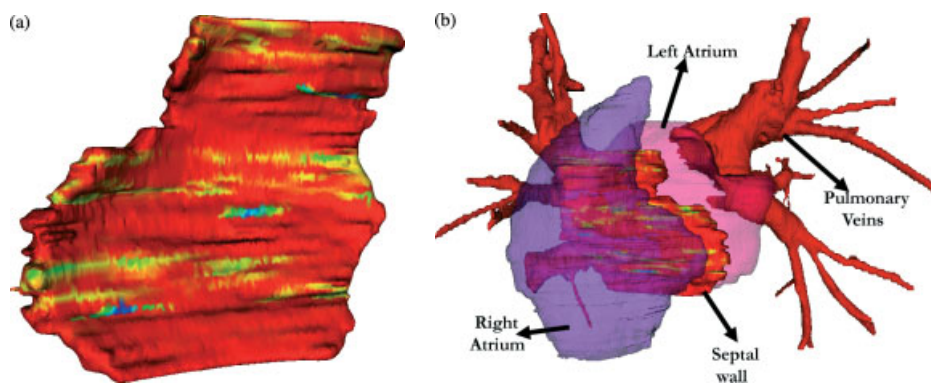 (a)
(b)
Left Atrium
Pulmonary
Veins
Right
Atrium
Septal
wall